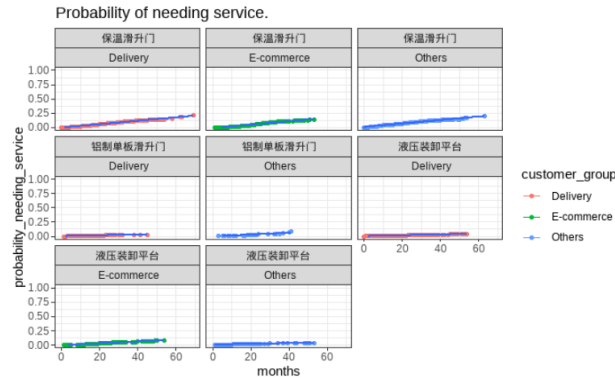 Probability of needing service.
保温滑升门
保温滑升门
保温滑升门
Delivery
E-commerce
Others
1.00
0.75
0.50
0.25
0.00
铝制单板滑升门
铝制单板滑升门
液压装卸平台
Delivery
Others
Delivery
1.00
0.75
0.50
0.25
0.00
0
20
40
60
液压装卸平台
液压装卸平台
E-commerce
Others
1.00
0.75
0.50
0.25
0.00
0
20
40
60
0
20
40
60
months
probability_needing_service
customer_group
Delivery
E-commerce
Others